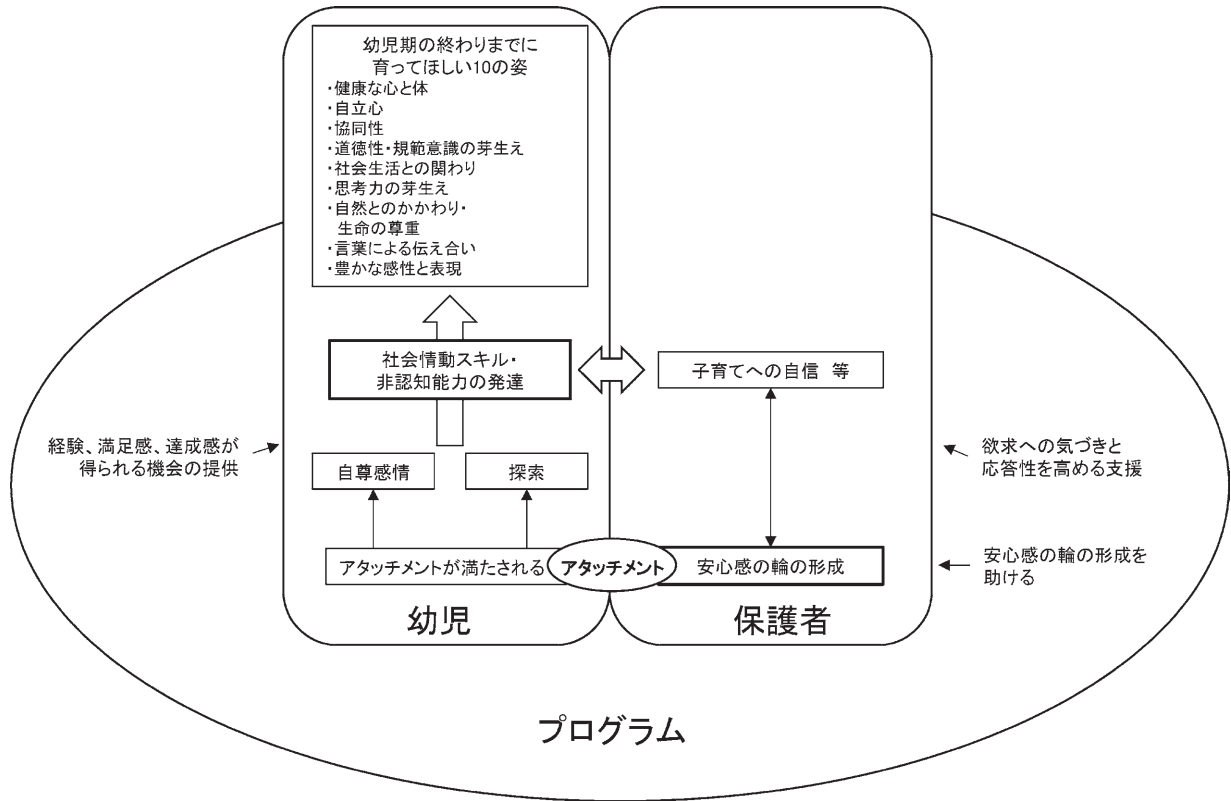 幼児期の終わりまでに
育ってほしい10の姿
・健康な心と体
・自立心
・協同性
・道徳性・規範意識の芽生え
・社会生活との関わり
・思考力の芽生え
・自然とのかかわり・
生命の尊重
・言葉による伝え合い
・豊かな感性と表現
社会情動スキル・
非認知能力の発達
子育てへの自信 等
経験、満足感、達成感が
得られる機会の提供
自尊感情
探索
欲求への気づきと
応答性を高める支援
アタッチメントが満たされる
アタッチメント
安心感の輪の形成
安心感の輪の形成を
助ける
幼児
保護者
プログラム